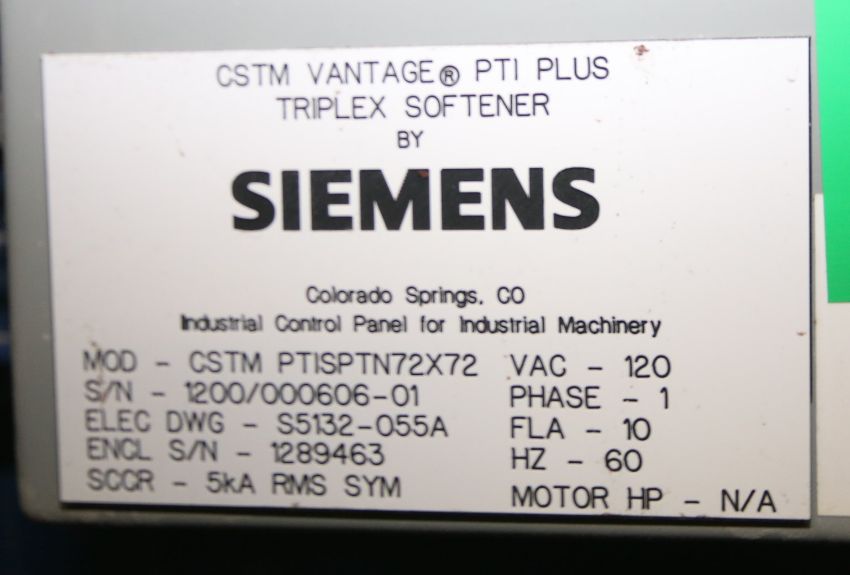 CSTM VANTAGE® PTI PLUS
TRIPLEX SOFTENER
BY
SIEMENS
Colorado Springs, CO
Industrial Control Panel for Industrial Machinery
MOD - CSTM PTISPTN72X72 VAC - 120
S/N - 1200/000606-01 PHASE - 1
ELEC DWG - S5132-055A FLA - 10
ENCL S/N - 1289463 HZ - 60
SCCR - 5kA RMS SYM MOTOR HP - N/A